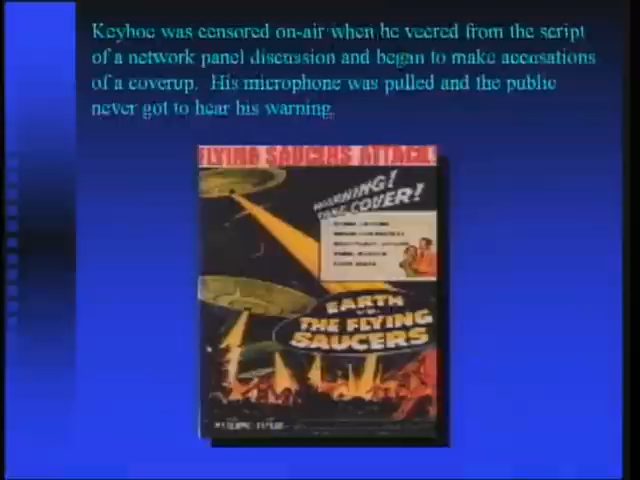 Keyhoe was censored on-air when he veered from the script
of a network panel discussion and began to make accusations
of a coverup. His microphone was pulled and the public
never got to hear his warning.
FLYING SAUCERS ATTACK!
WARNING!
TAKE COVER!
EARTH
VS.
THE FLYING
SAUCERS